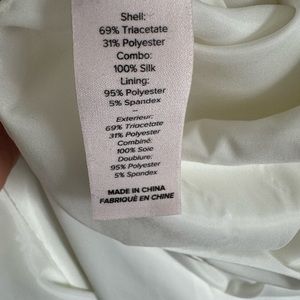 Shell:
69% Triacetate
31% Polyester
Combo:
100% Silk
Lining:
95% Polyester
5% Spandex
-
Exterieur:
69% Triacetate
31% Polyester
Combiné:
100% Soie
Doublure:
95% Polyester
5% Spandex
-
MADE IN CHINA
FABRIQUÉ EN CHINE